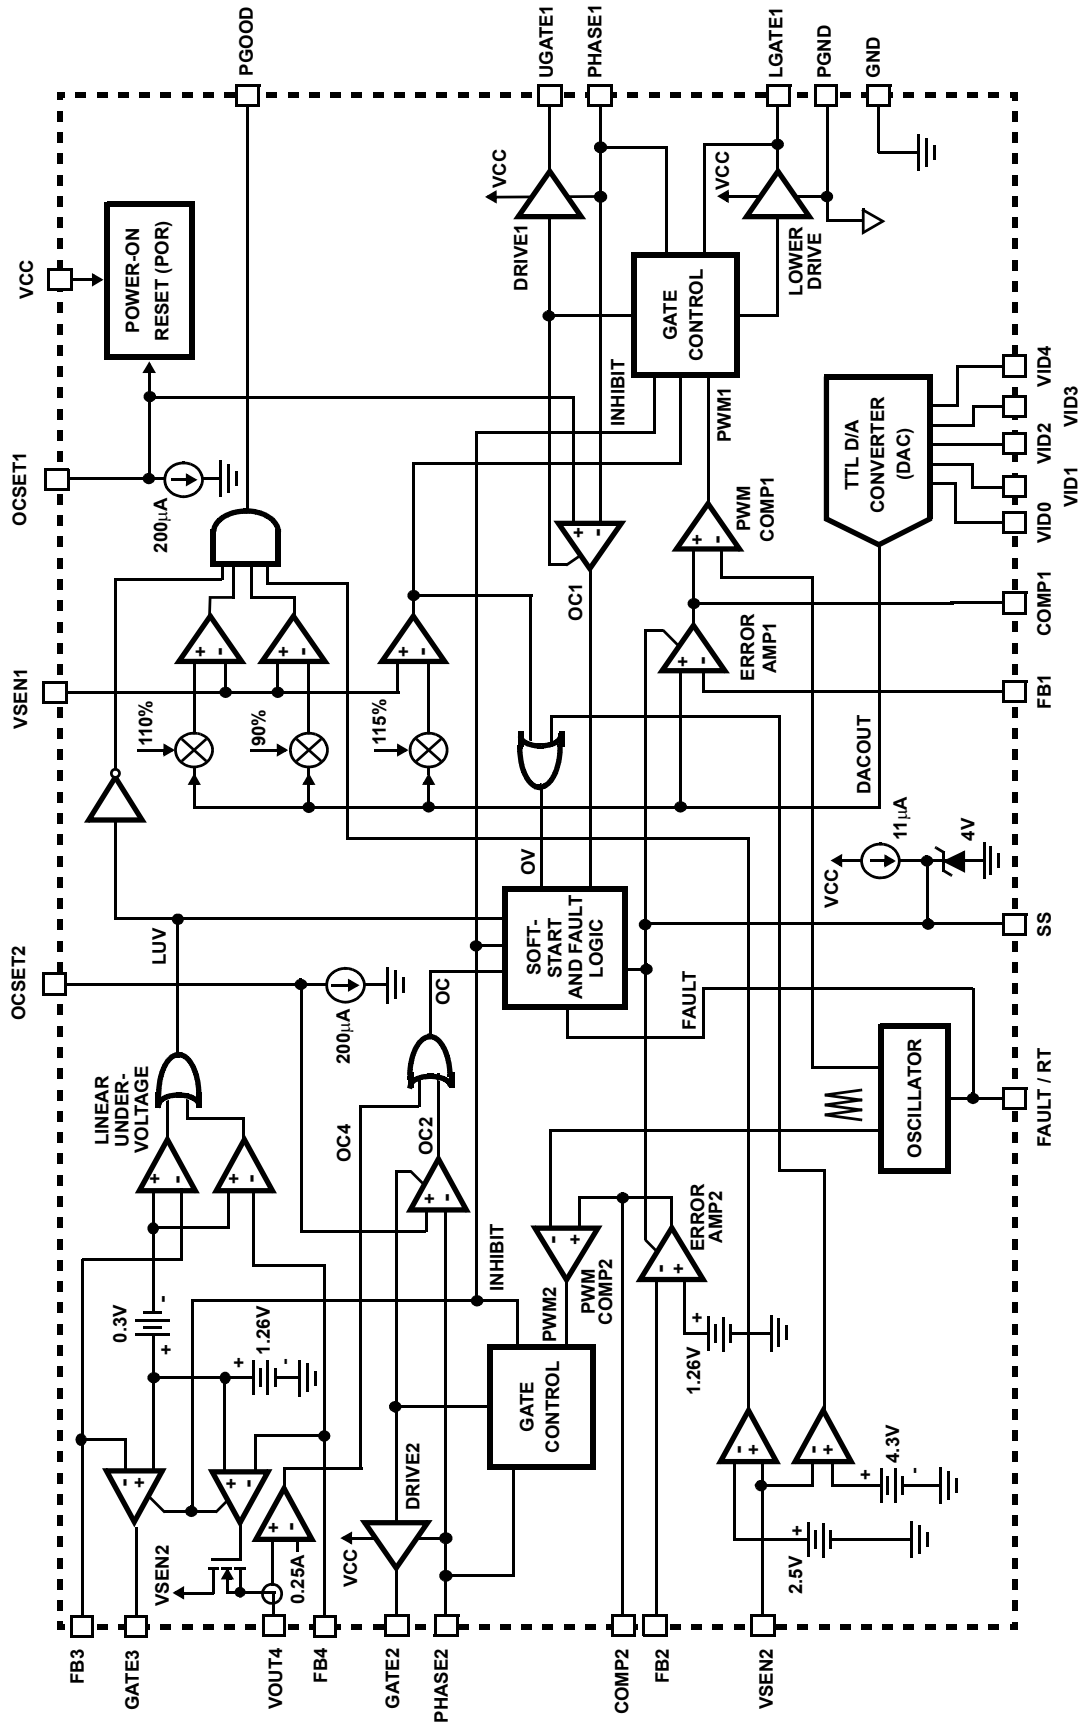 VCC
OCSET1
VSEN1
OCSET2
PGOOD
UGATE1
PHASE1
LGATE1
PGND
GND
POWER-ON
RESET (POR)
200µA
110%
90%
115%
LUV
LINEAR
UNDER-
VOLTAGE
0.3V
+
-
1.26V
+
-
VCC
DRIVE1
VCC
LOWER
DRIVE
GATE
CONTROL
INHIBIT
PWM1
PWM
COMP1
OC1
ERROR
AMP1
TTL D/A
CONVERTER
(DAC)
DACOUT
VID4
VID3
VID2
VID1
VID0
COMP1
FB1
SS
FAULT / RT
11µA
4V
VCC
OV
SOFT-
START
AND FAULT
LOGIC
OC
FAULT
200µA
OC4
OC2
INHIBIT
OSCILLATOR
PWM2
PWM
COMP2
ERROR
AMP2
1.26V
+
GATE
CONTROL
DRIVE2
VCC
VSEN2
0.25A
4.3V
+
-
2.5V
+
FB3
GATE3
VOUT4
FB4
GATE2
PHASE2
COMP2
FB2
VSEN2